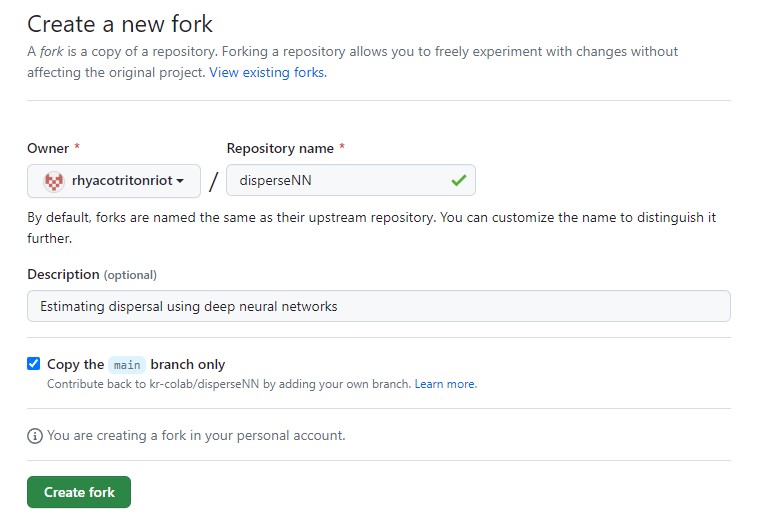 Create a new fork
A fork is a copy of a repository. Forking a repository allows you to freely experiment with changes without
affecting the original project. View existing forks.
Owner *
Repository name *
rhyacotritonriot
/
disperseNN
By default, forks are named the same as their upstream repository. You can customize the name to distinguish it
further.
Description (optional)
Estimating dispersal using deep neural networks
Copy the main branch only
Contribute back to kr-colab/disperseNN by adding your own branch. Learn more.
You are creating a fork in your personal account.
Create fork